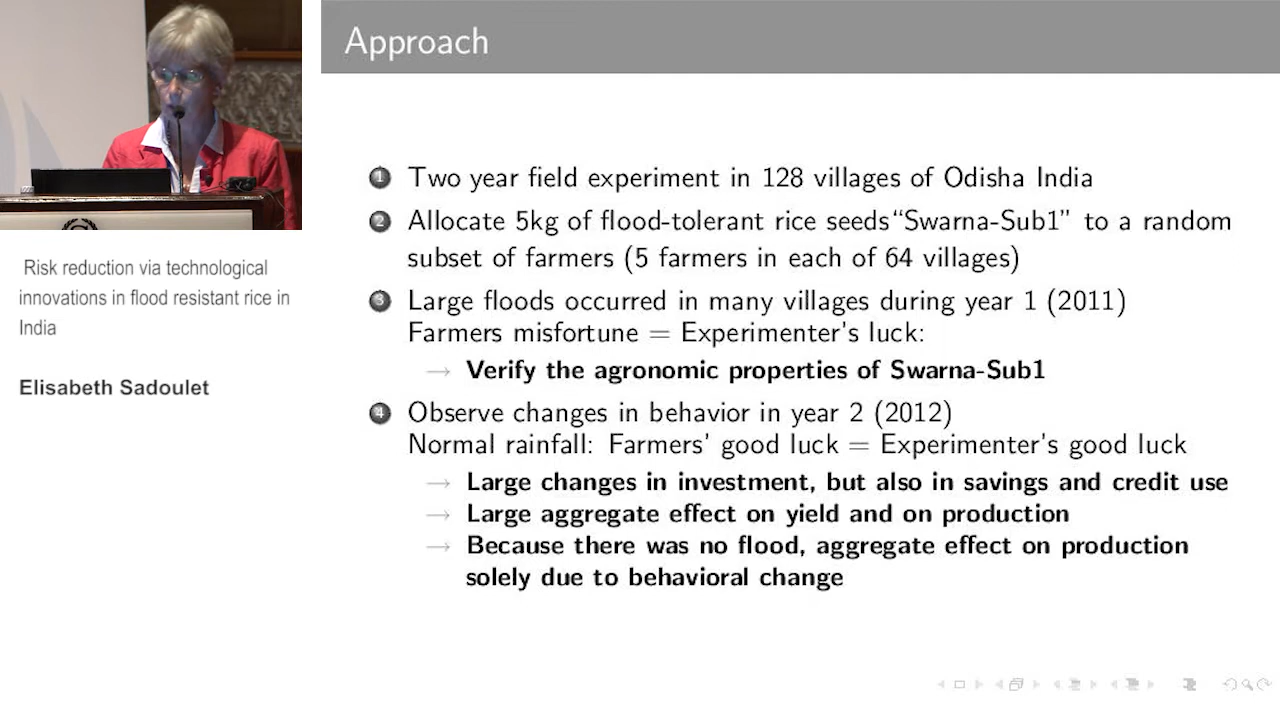 Approach
1 Two year field experiment in 128 villages of Odisha India
2 Allocate 5kg of flood-tolerant rice seeds“Swarna-Sub1” to a random
subset of farmers (5 farmers in each of 64 villages)
3 Large floods occurred in many villages during year 1 (2011)
Farmers misfortune = Experimenter's luck:
→ Verify the agronomic properties of Swarna-Sub1
4 Observe changes in behavior in year 2 (2012)
Normal rainfall: Farmers' good luck = Experimenter's good luck
→ Large changes in investment, but also in savings and credit use
→ Large aggregate effect on yield and on production
→ Because there was no flood, aggregate effect on production
solely due to behavioral change
Risk reduction via technological
innovations in flood resistant rice in
India
Elisabeth Sadoulet